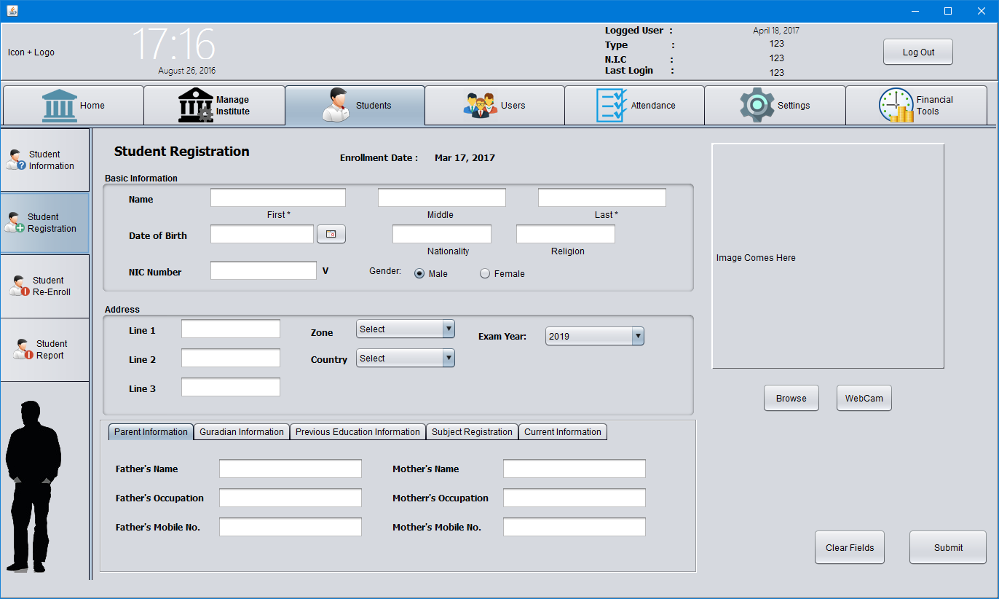 Icon + Logo
17:16
August 26, 2016
Logged User :
April 18, 2017
Type :
123
N.I.C :
123
Last Login :
123
Log Out
Home
Manage
Institute
Students
Users
Attendance
Settings
Financial
Tools
Student
Information
Student
Registration
Student
Re-Enroll
Student
Report
Student Registration
Enrollment Date : Mar 17, 2017
Basic Information
Name
First *
Middle
Last *
Date of Birth
Nationality
Religion
NIC Number
V
Gender:
Male
Female
Address
Line 1
Zone
Select
Exam Year:
2019
Line 2
Country
Select
Line 3
Image Comes Here
Browse
WebCam
Parent Information
Guradian Information
Previous Education Information
Subject Registration
Current Information
Father's Name
Mother's Name
Father's Occupation
Motherr's Occupation
Father's Mobile No.
Mother's Mobile No.
Clear Fields
Submit